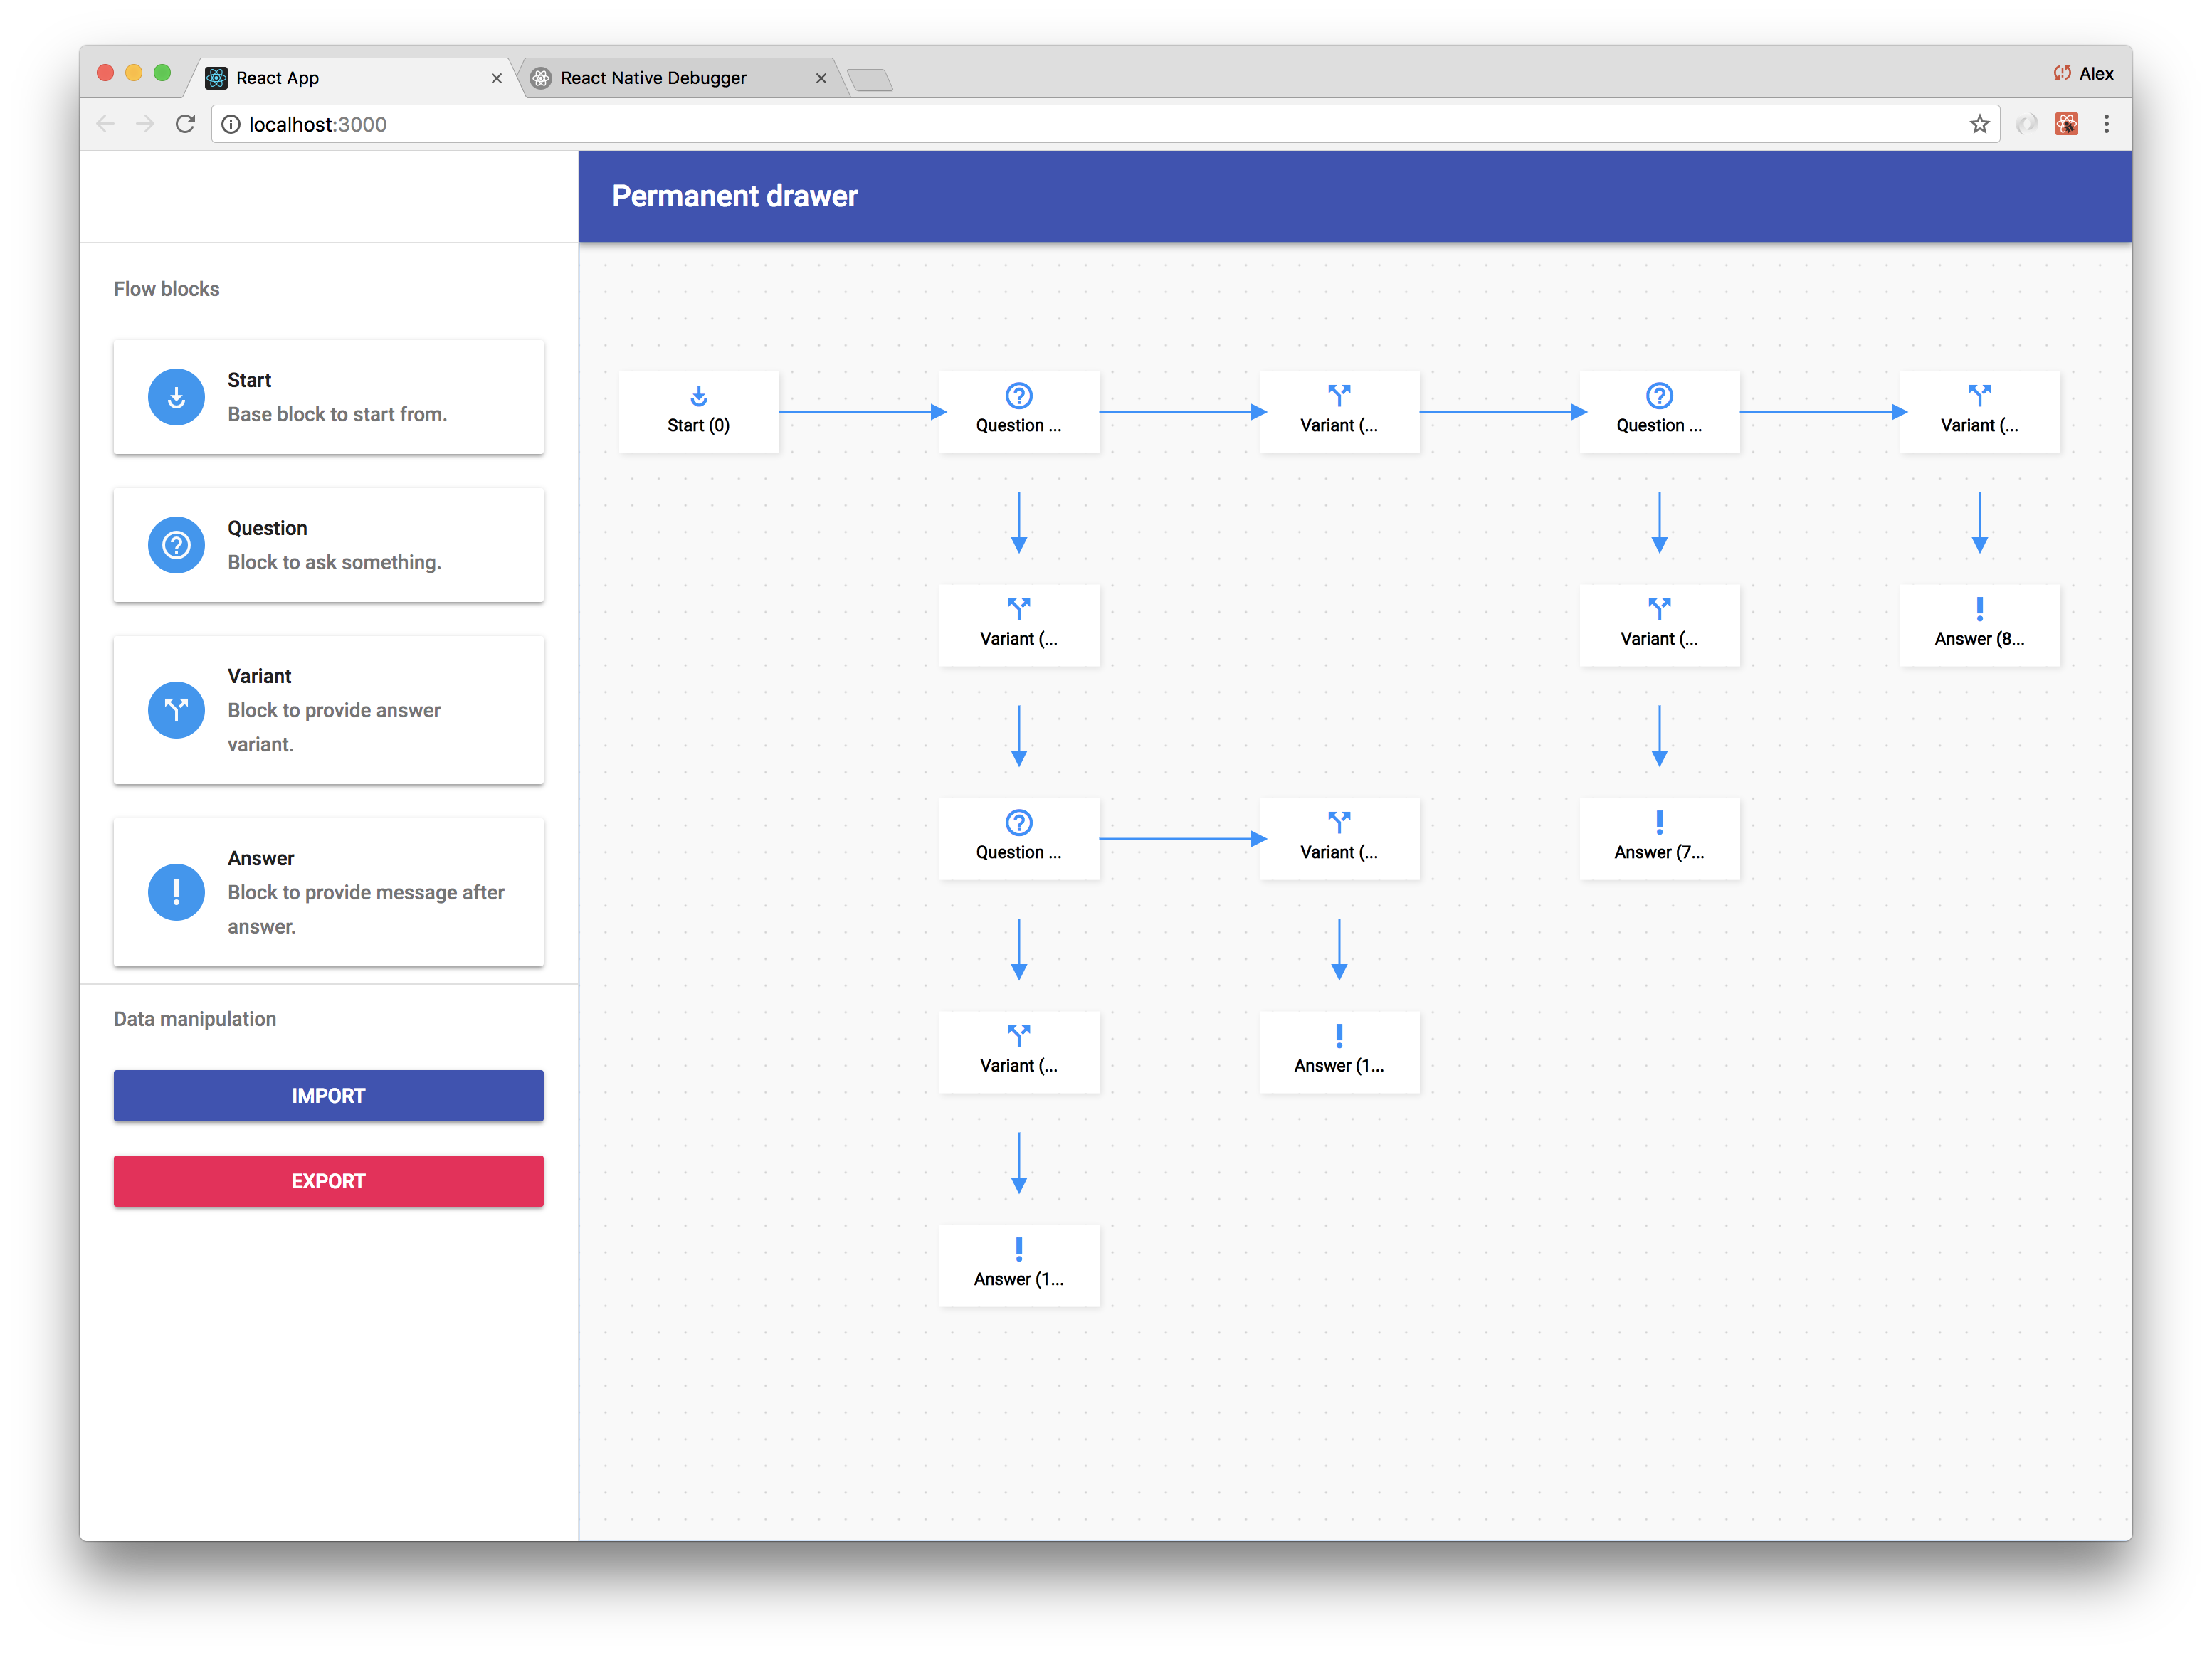 React App
React Native Debugger
Alex
localhost:3000
Permanent drawer
Flow blocks
Start
Base block to start from.
Question
Block to ask something.
Variant
Block to provide answer
variant.
Answer
Block to provide message after
answer.
Data manipulation
IMPORT
EXPORT
Start (0)
Question ...
Variant (...
Question ...
Variant (...
Variant (...
Variant (...
Answer (8...
Question ...
Variant (...
Answer (7...
Variant (...
Answer (1...
Answer (1...